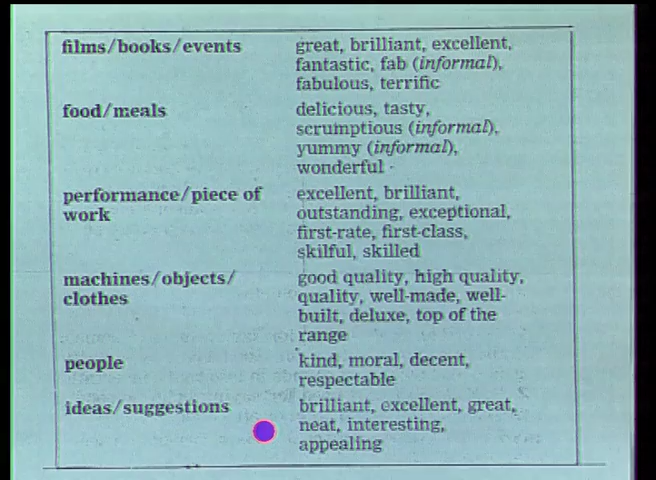 films/books/events great, brilliant, excellent,
fantastic, fab (informal),
fabulous, terrific
food/meals delicious, tasty,
scrumptious (informal),
yummy (informal),
wonderful
performance/piece of excellent, brilliant,
work outstanding, exceptional,
first-rate, first-class,
skilful, skilled
machines/objects/ good quality, high quality,
clothes quality, well-made, well-
built, deluxe, top of the
range
people kind, moral, decent,
respectable
ideas/suggestions brilliant, excellent, great,
neat, interesting,
appealing